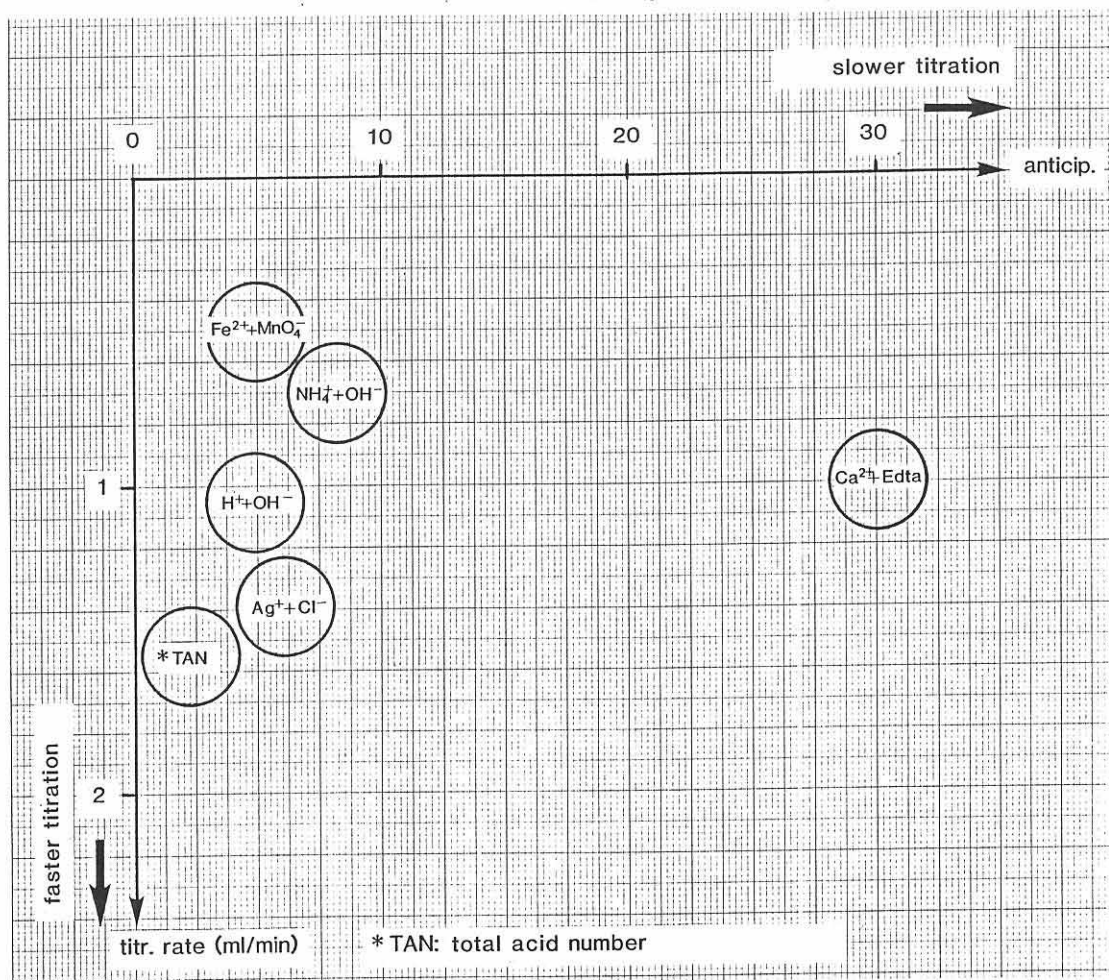 slower titration
0 10 20 30
anticip.
Fe²⁺+MnO₄⁻
NH₄⁺+OH⁻
1
H⁺+OH⁻
Ca²⁺+Edta
Ag⁺+Cl⁻
*TAN
faster titration
2
titr. rate (ml/min)
*TAN: total acid number